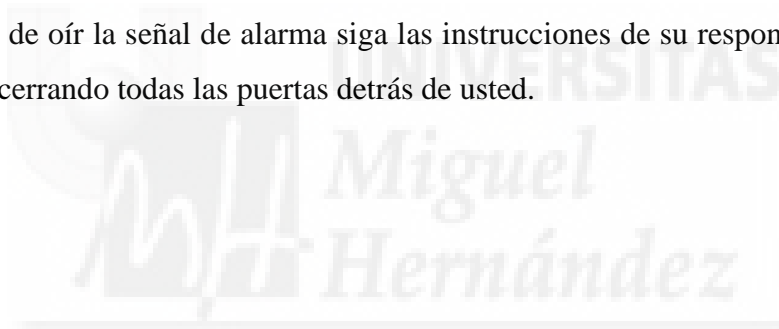 de oír la señal de alarma siga las instrucciones de su respon
cerrando todas las puertas detrás de usted.
UNIVERSITAS
Miguel
Hernández